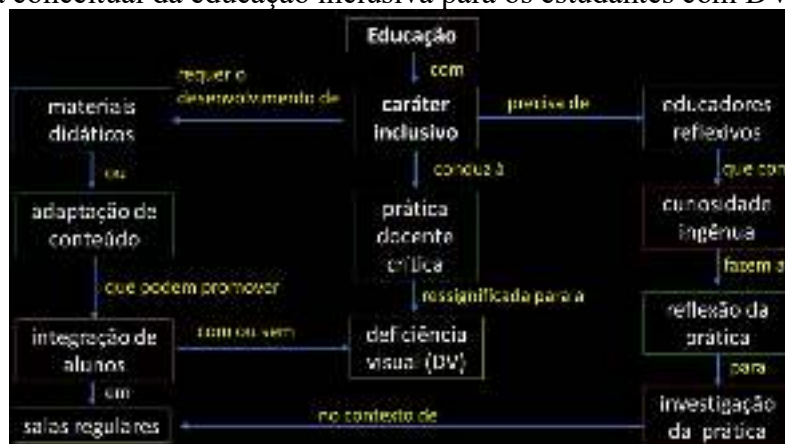 conceitual da educação inclusiva para os estudantes com DV
Educação
com
requer o
desenvolvimento de
materiais
didáticos
caráter
inclusivo
precisa de
educadores
reflexivos
ou
conduz à
que com
adaptação de
conteúdo
prática
docente
crítica
curiosidade
ingênua
que podem promover
ressignificada para a
fazem a
reflexão da
prática
integração de
alunos
com ou sem
deficiência
visual (DV)
para
em
salas regulares
no contexto de
investigação
da prática